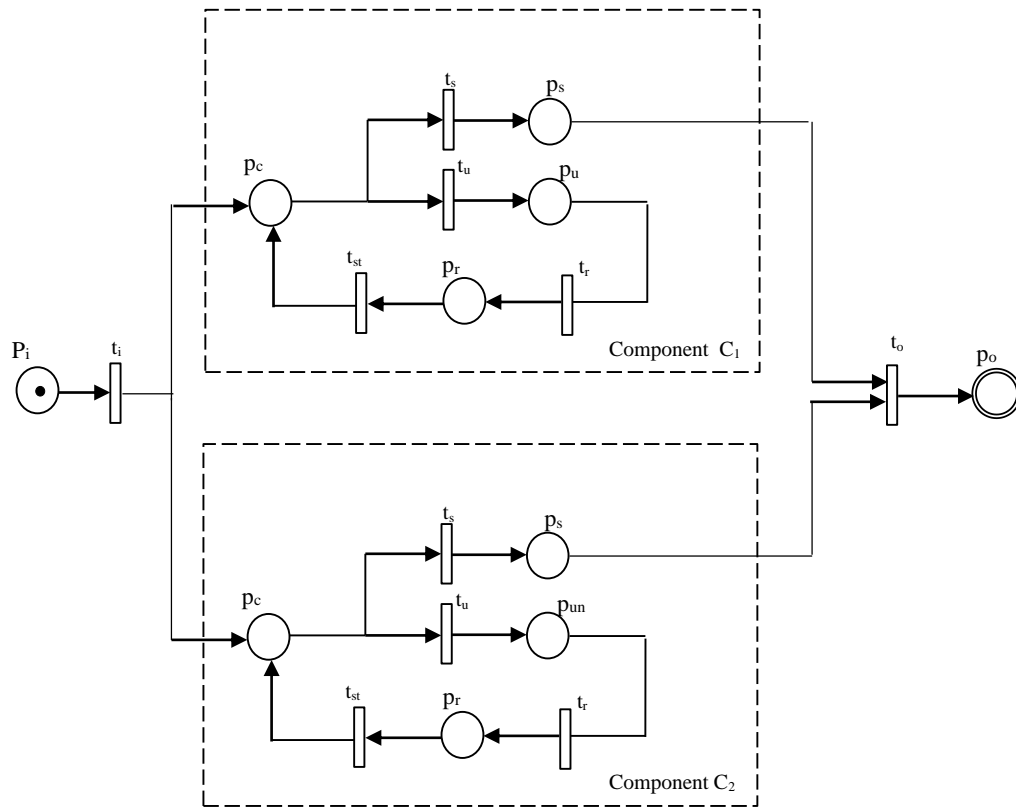 ts
ps
pc
tu
pu
tst
pr
tr
Component C1
Pi
ti
to
po
ts
ps
pc
tu
pun
tst
pr
tr
Component C2